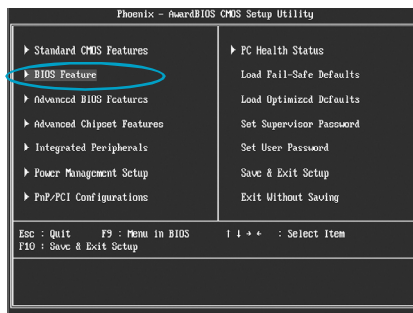 Phoenix - AwardBIOS CMOS Setup Utility
▶ Standard CMOS Features
▶ BIOS Feature
▶ Advanced BIOS Features
▶ Advanced Chipset Features
▶ Integrated Peripherals
▶ Power Management Setup
▶ PnP/PCI Configurations
▶ PC Health Status
Load Fail-Safe Defaults
Load Optimized Defaults
Set Supervisor Password
Set User Password
Save & Exit Setup
Exit Without Saving
Esc : Quit F9 : Menu in BIOS ↑ ↓ → ← : Select Item
F10 : Save & Exit Setup